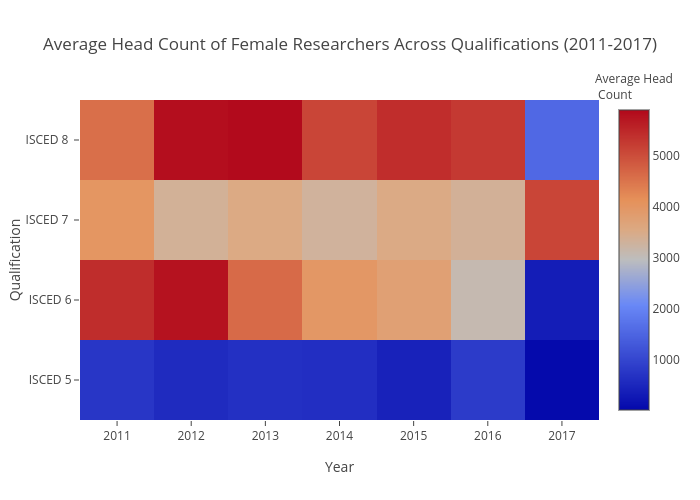 Average Head Count of Female Researchers Across Qualifications (2011-2017)
Average Head
Count
ISCED 8
ISCED 7
ISCED 6
ISCED 5
Qualification
5000
4000
3000
2000
1000
2011 2012 2013 2014 2015 2016 2017
Year